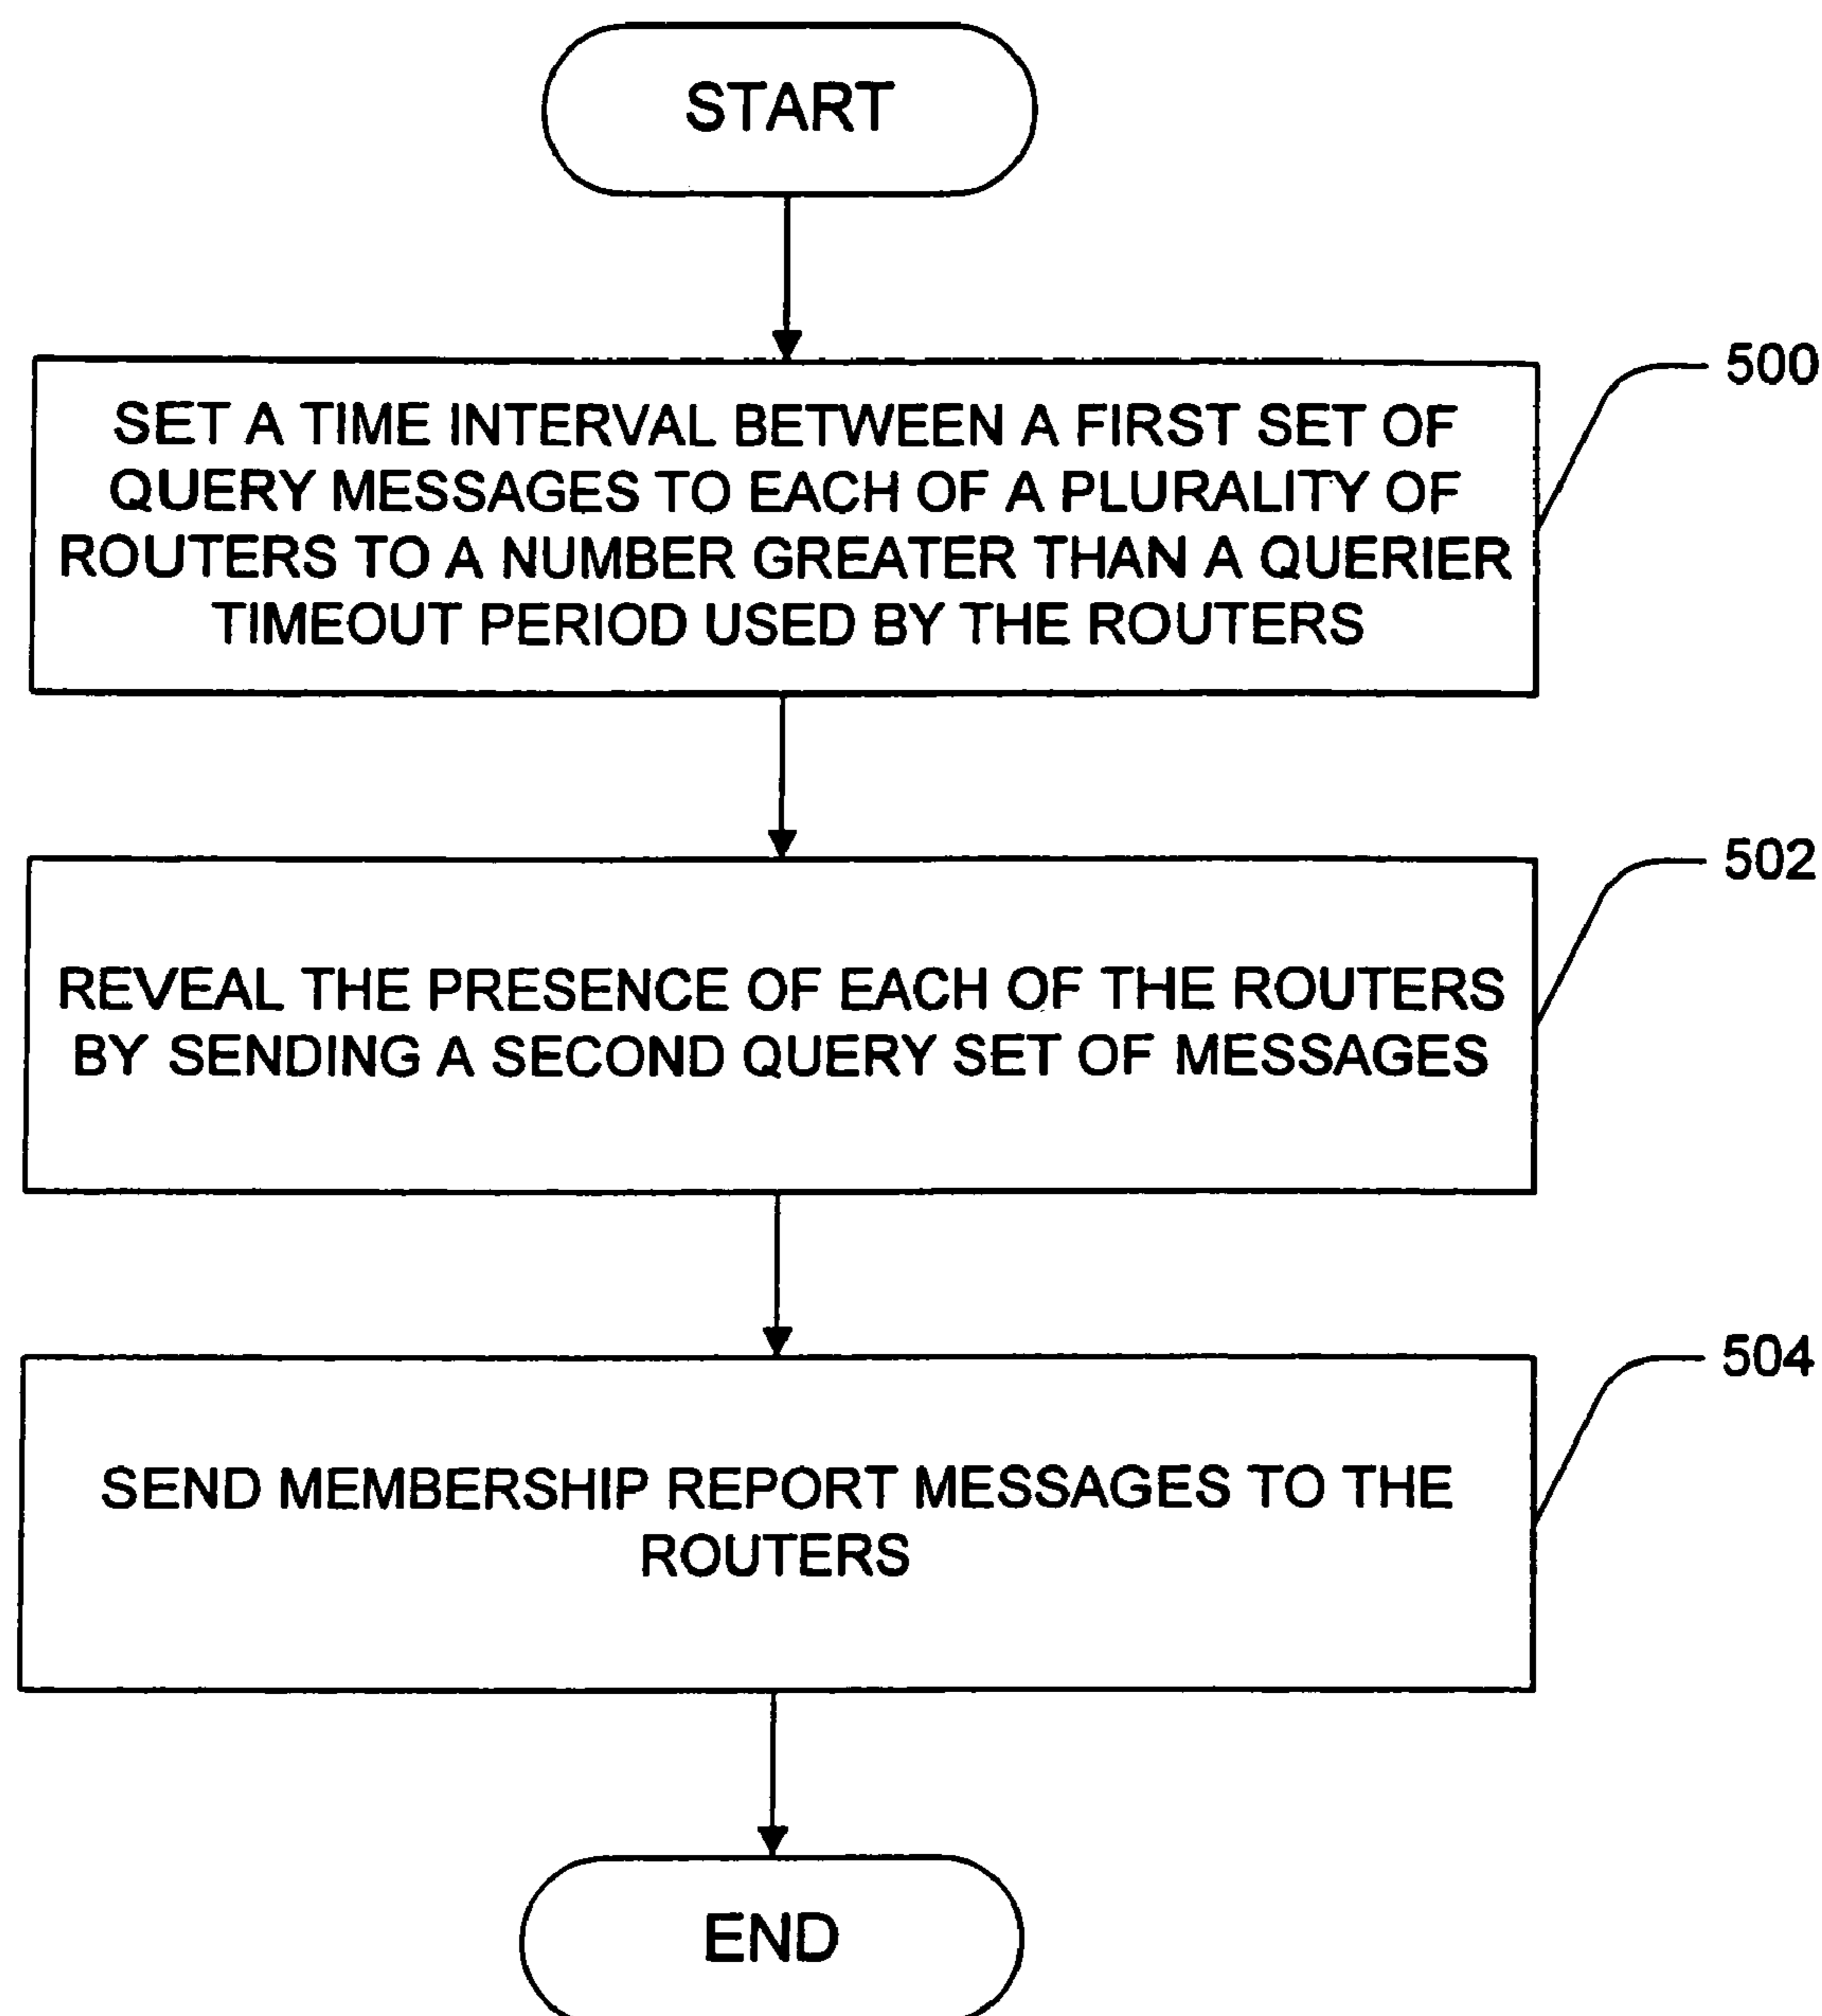 START
500
SET A TIME INTERVAL BETWEEN A FIRST SET OF
QUERY MESSAGES TO EACH OF A PLURALITY OF
ROUTERS TO A NUMBER GREATER THAN A QUERIER
TIMEOUT PERIOD USED BY THE ROUTERS
502
REVEAL THE PRESENCE OF EACH OF THE ROUTERS
BY SENDING A SECOND QUERY SET OF MESSAGES
504
SEND MEMBERSHIP REPORT MESSAGES TO THE
ROUTERS
END